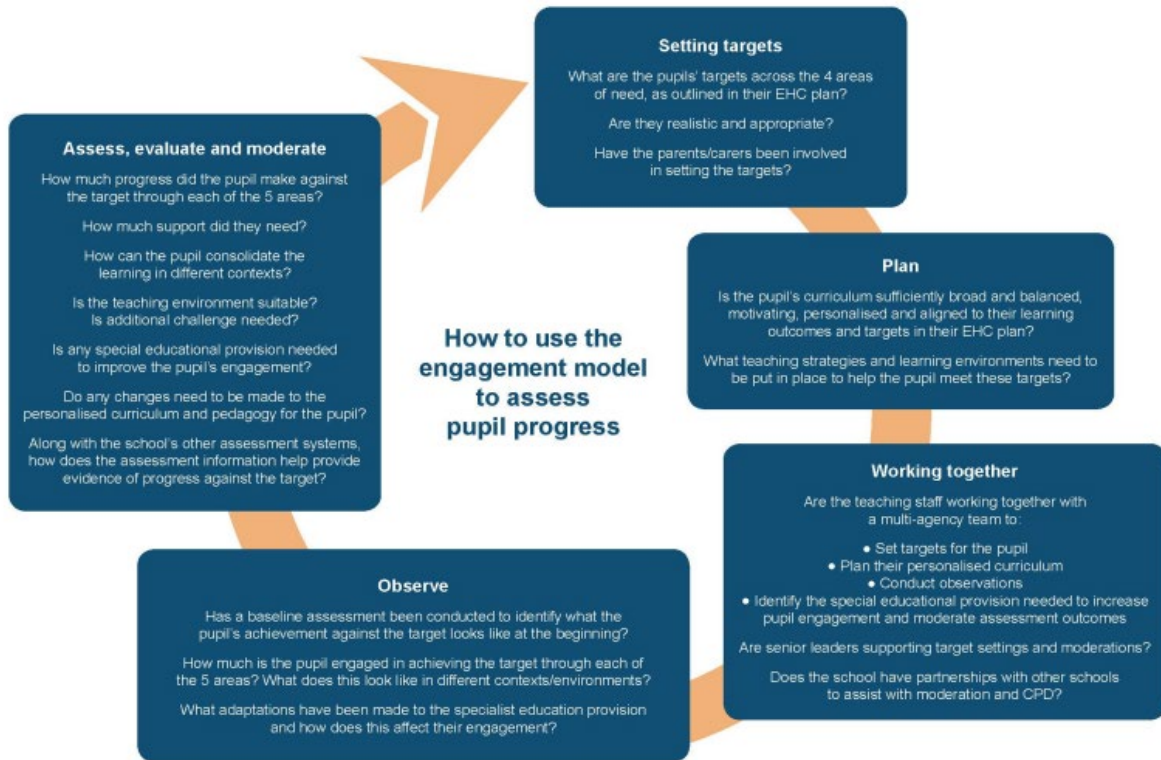 Setting targets
What are the pupils' targets across the 4 areas
of need, as outlined in their EHC plan?
Are they realistic and appropriate?
Have the parents/carers been involved
in setting the targets?
Plan
Is the pupil's curriculum sufficiently broad and balanced,
motivating, personalised and aligned to their learning
outcomes and targets in their EHC plan?
What teaching strategies and learning environments need to
be put in place to help the pupil meet these targets?
Working together
Are the teaching staff working together with
a multi-agency team to:
● Set targets for the pupil
● Plan their personalised curriculum
● Conduct observations
● Identify the special educational provision needed to increase
pupil engagement and moderate assessment outcomes
Are senior leaders supporting target settings and moderations?
Does the school have partnerships with other schools
to assist with moderation and CPD?
Observe
Has a baseline assessment been conducted to identify what the
pupil's achievement against the target looks like at the beginning?
How much is the pupil engaged in achieving the target through each of
the 5 areas? What does this look like in different contexts/environments?
What adaptations have been made to the specialist education provision
and how does this affect their engagement?
Assess, evaluate and moderate
How much progress did the pupil make against
the target through each of the 5 areas?
How much support did they need?
How can the pupil consolidate the
learning in different contexts?
Is the teaching environment suitable?
Is additional challenge needed?
Is any special educational provision needed
to improve the pupil's engagement?
Do any changes need to be made to the
personalised curriculum and pedagogy for the pupil?
Along with the school's other assessment systems,
how does the assessment information help provide
evidence of progress against the target?
How to use the
engagement model
to assess
pupil progress